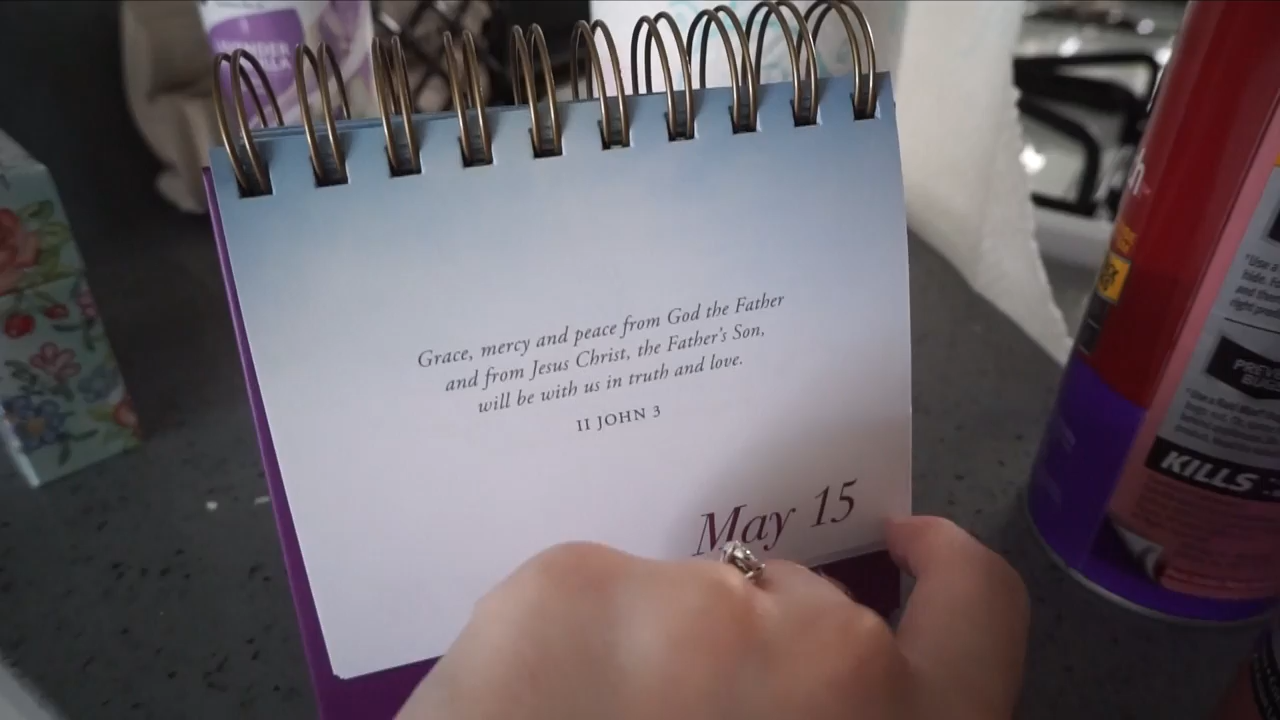 WONDER
Grace, mercy and peace from God the Father
and from Jesus Christ, the Father's Son,
will be with us in truth and love.
II JOHN 3
May 15
KILLS